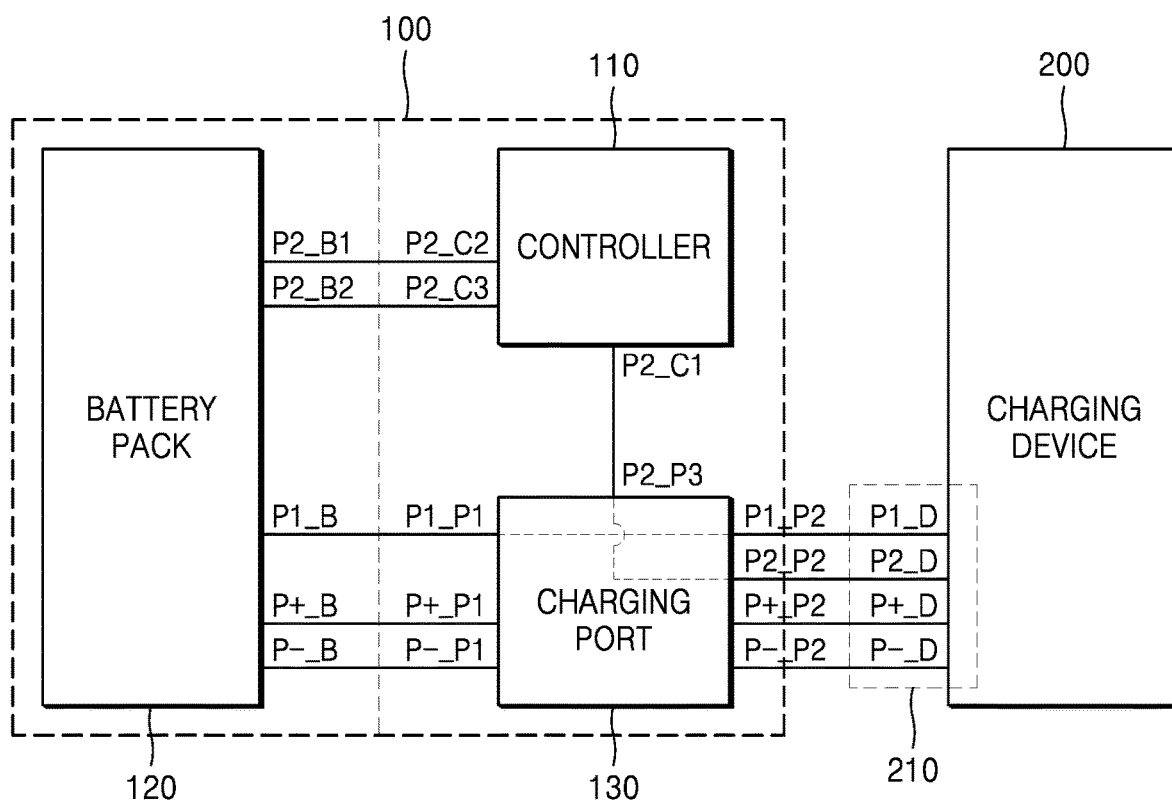 100
110
200
P2_B1 P2_C2
P2_B2 P2_C3
CONTROLLER
P2_C1
BATTERY
PACK
CHARGING
DEVICE
P2_P3
P1_B P1_P1 P1_P2 P1_D
P2_P2 P2_D
P+_B P+_P1 P+_P2 P+_D
P-_B P-_P1 P-_P2 P-_D
CHARGING
PORT
120
130
210